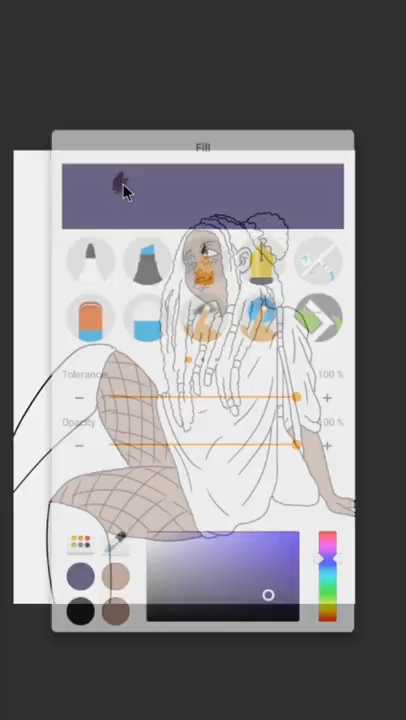 Fill
Tolerance 100 %
− +
Opacity 100 %
− +